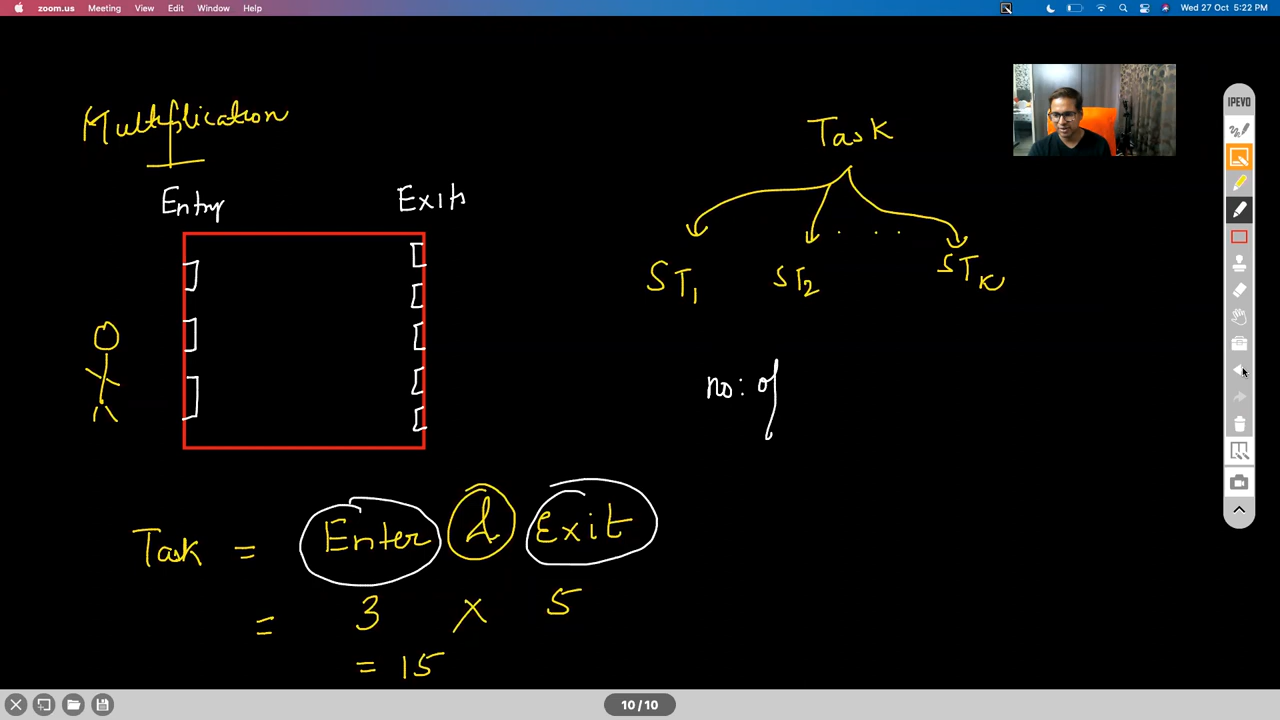 zoom.us Meeting View Edit Window Help Wed 27 Oct 5:22 PM
IPEVO
Multiplication
Entry Exits
Task
ST1 ST2 . . . STK
no: of
Task = Enter & Exit
= 3 x 5
= 15
10 / 10